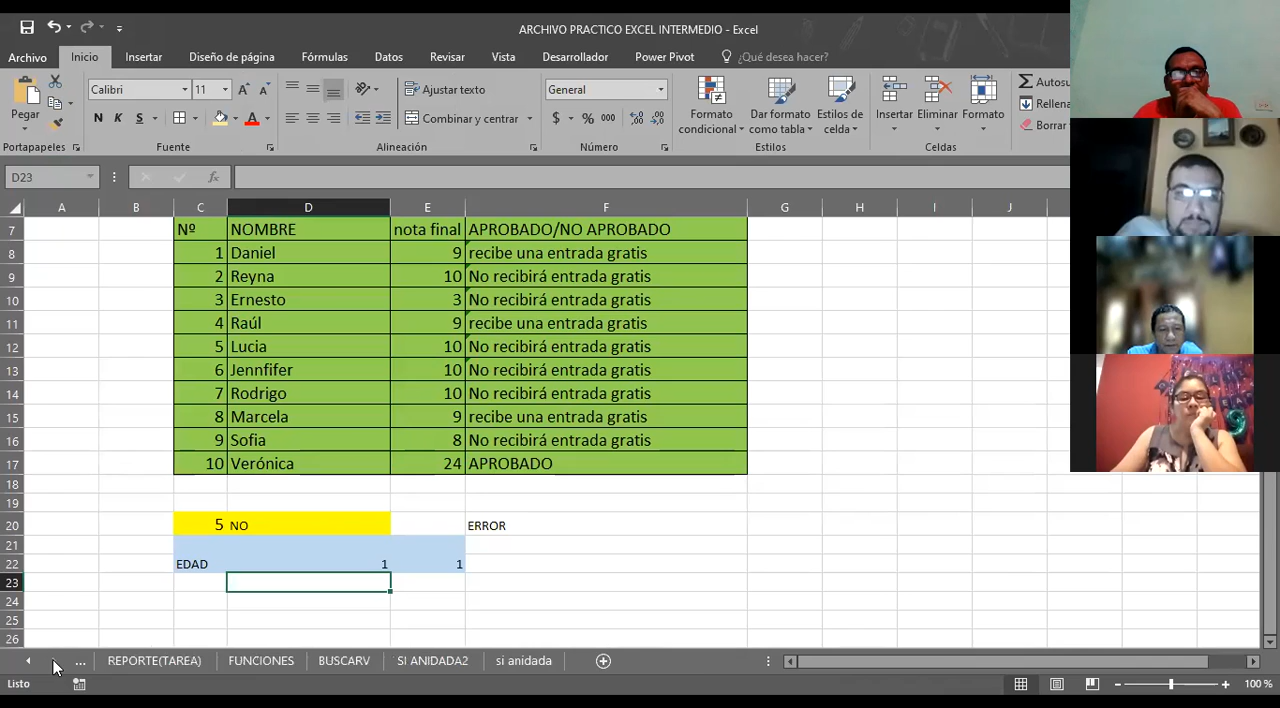 ARCHIVO PRACTICO EXCEL INTERMEDIO - Excel
Archivo Inicio Insertar Diseño de página Fórmulas Datos Revisar Vista Desarrollador Power Pivot ¿Qué desea hacer?
Pegar
Calibri 11
N K S
Ajustar texto
Combinar y centrar
General
$ % 000
Formato condicional
Dar formato como tabla
Estilos de celda
Insertar Eliminar Formato
Autosu
Rellena
Borrar
Portapapeles Fuente Alineación Número Estilos Celdas
D23 fx
A B C D E F G H I J
7 Nº NOMBRE nota final APROBADO/NO APROBADO
8 1 Daniel 9 recibe una entrada gratis
9 2 Reyna 10 No recibirá entrada gratis
10 3 Ernesto 3 No recibirá entrada gratis
11 4 Raúl 9 recibe una entrada gratis
12 5 Lucia 10 No recibirá entrada gratis
13 6 Jennfifer 10 No recibirá entrada gratis
14 7 Rodrigo 10 No recibirá entrada gratis
15 8 Marcela 9 recibe una entrada gratis
16 9 Sofia 8 No recibirá entrada gratis
17 10 Verónica 24 APROBADO
18
19
20 5 NO ERROR
21
22 EDAD 1 1
23
24
25
26
... REPORTE(TAREA) FUNCIONES BUSCARV SI ANIDADA2 si anidada
Listo 100 %